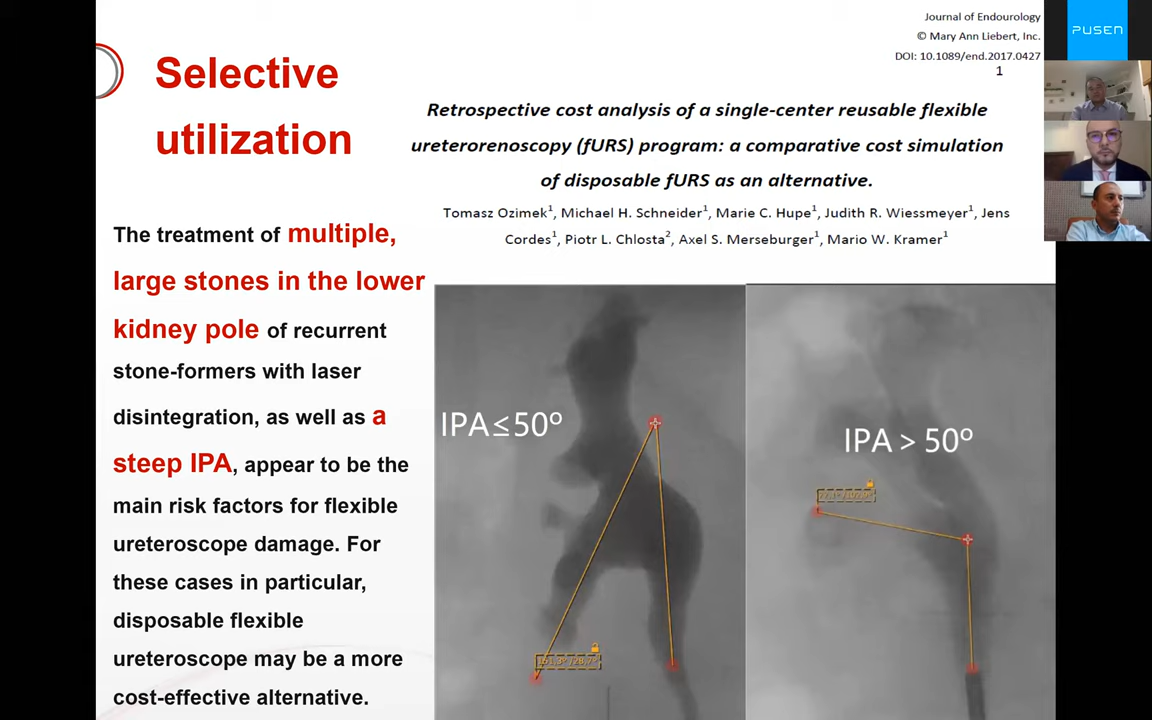 Selective
utilization
Journal of Endourology
© Mary Ann Liebert, Inc.
DOI: 10.1089/end.2017.0427
1
Retrospective cost analysis of a single-center reusable flexible
ureterorenoscopy (fURS) program: a comparative cost simulation
of disposable fURS as an alternative.
Tomasz Ozimek1, Michael H. Schneider1, Marie C. Hupe1, Judith R. Wiessmeyer1, Jens
Cordes1, Piotr L. Chlosta2, Axel S. Merseburger1, Mario W. Kramer1
The treatment of multiple,
large stones in the lower
kidney pole of recurrent
stone-formers with laser
disintegration, as well as a
steep IPA, appear to be the
main risk factors for flexible
ureteroscope damage. For
these cases in particular,
disposable flexible
ureteroscope may be a more
cost-effective alternative.
IPA≤50º
IPA > 50º
PUSEN